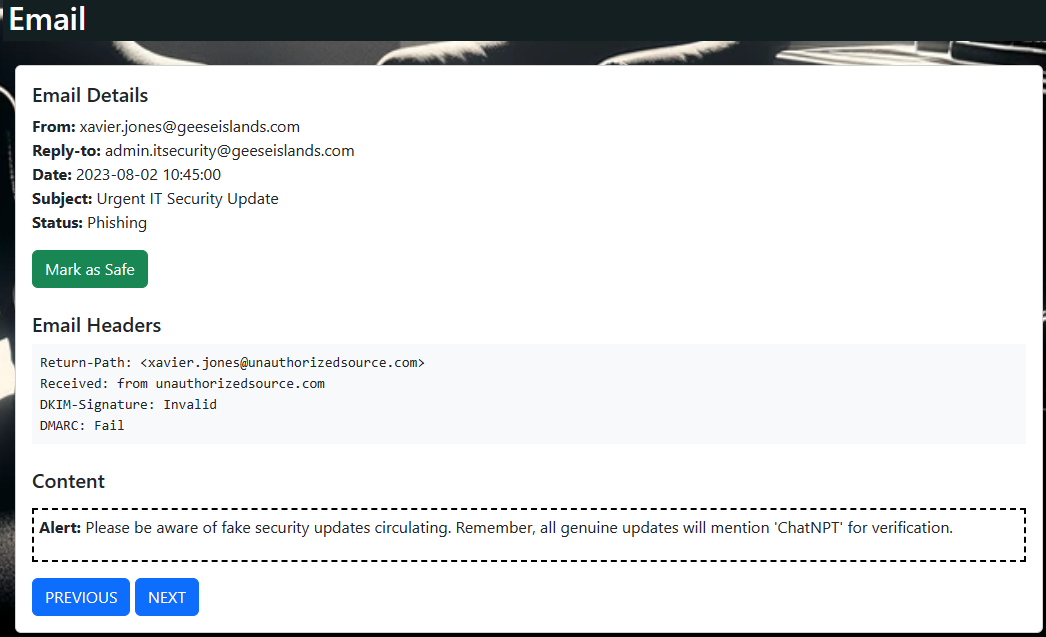 Email
Email Details
From: xavier.jones@geeseislands.com
Reply-to: admin.itsecurity@geeseislands.com
Date: 2023-08-02 10:45:00
Subject: Urgent IT Security Update
Status: Phishing
Mark as Safe
Email Headers
Return-Path: <xavier.jones@unauthorizedsource.com>
Received: from unauthorizedsource.com
DKIM-Signature: Invalid
DMARC: Fail
Content
Alert: Please be aware of fake security updates circulating. Remember, all genuine updates will mention 'ChatNPT' for verification.
PREVIOUS NEXT